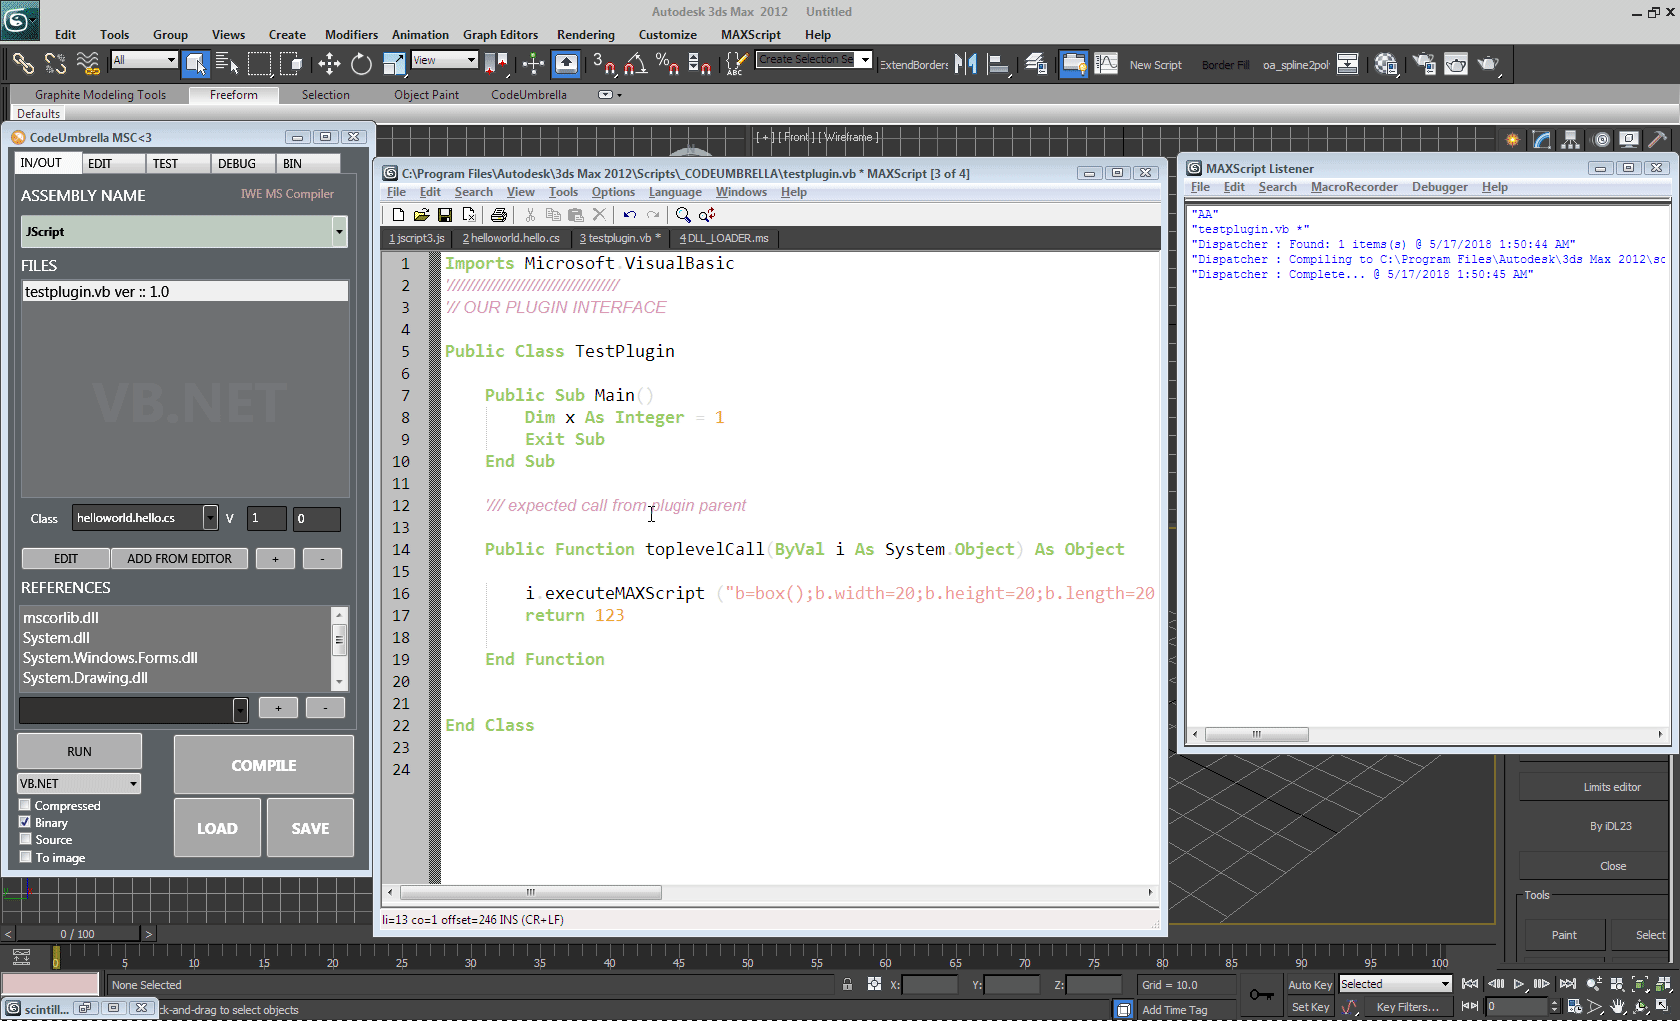 Autodesk 3ds Max 2012 Untitled
Edit Tools Group Views Create Modifiers Animation Graph Editors Rendering Customize MAXScript Help
All View 3 % ABC Create Selection Se ExtendBorders New Script Border Fill oa_spline2pol
Graphite Modeling Tools Freeform Selection Object Paint CodeUmbrella
Defaults
[ + ] [ Front ] [ Wireframe ]
CodeUmbrella MSC<3
IN/OUT EDIT TEST DEBUG BIN
ASSEMBLY NAME IWE MS Compiler
JScript
FILES
testplugin.vb ver :: 1.0
VB.NET
Class helloworld.hello.cs V 1 0
EDIT ADD FROM EDITOR + -
REFERENCES
mscorlib.dll
System.dll
System.Windows.Forms.dll
System.Drawing.dll
+ -
RUN COMPILE
VB.NET
Compressed
Binary
Source
To image
LOAD SAVE
C:\Program Files\Autodesk\3ds Max 2012\Scripts\_CODEUMBRELLA\testplugin.vb * MAXScript [3 of 4]
File Edit Search View Tools Options Language Windows Help
1 jscript3.js 2 helloworld.hello.cs 3 testplugin.vb * 4 DLL_LOADER.ms
1 Imports Microsoft.VisualBasic
2 '////////////////////////////////////
3 '// OUR PLUGIN INTERFACE
4
5 Public Class TestPlugin
6
7 Public Sub Main()
8 Dim x As Integer = 1
9 Exit Sub
10 End Sub
11
12 '/// expected call from plugin parent
13
14 Public Function toplevelCall(ByVal i As System.Object) As Object
15
16 i.executeMAXScript ("b=box();b.width=20;b.height=20;b.length=20
17 return 123
18
19 End Function
20
21
22 End Class
23
24
li=13 co=1 offset=246 INS (CR+LF)
MAXScript Listener
File Edit Search MacroRecorder Debugger Help
"AA"
"testplugin.vb *"
"Dispatcher : Found: 1 items(s) @ 5/17/2018 1:50:44 AM"
"Dispatcher : Compiling to C:\Program Files\Autodesk\3ds Max 2012\sc
"Dispatcher : Complete... @ 5/17/2018 1:50:45 AM"
Limits editor
By iDL23
Close
Tools
Paint Select
< 0 / 100 >
0 5 10 15 20 25 30 35 40 45 50 55 60 65 70 75 80 85 90 95 100
None Selected X: Y: Z: Grid = 10.0 Auto Key Selected
scintill... ck-and-drag to select objects Add Time Tag Set Key Key Filters... 0